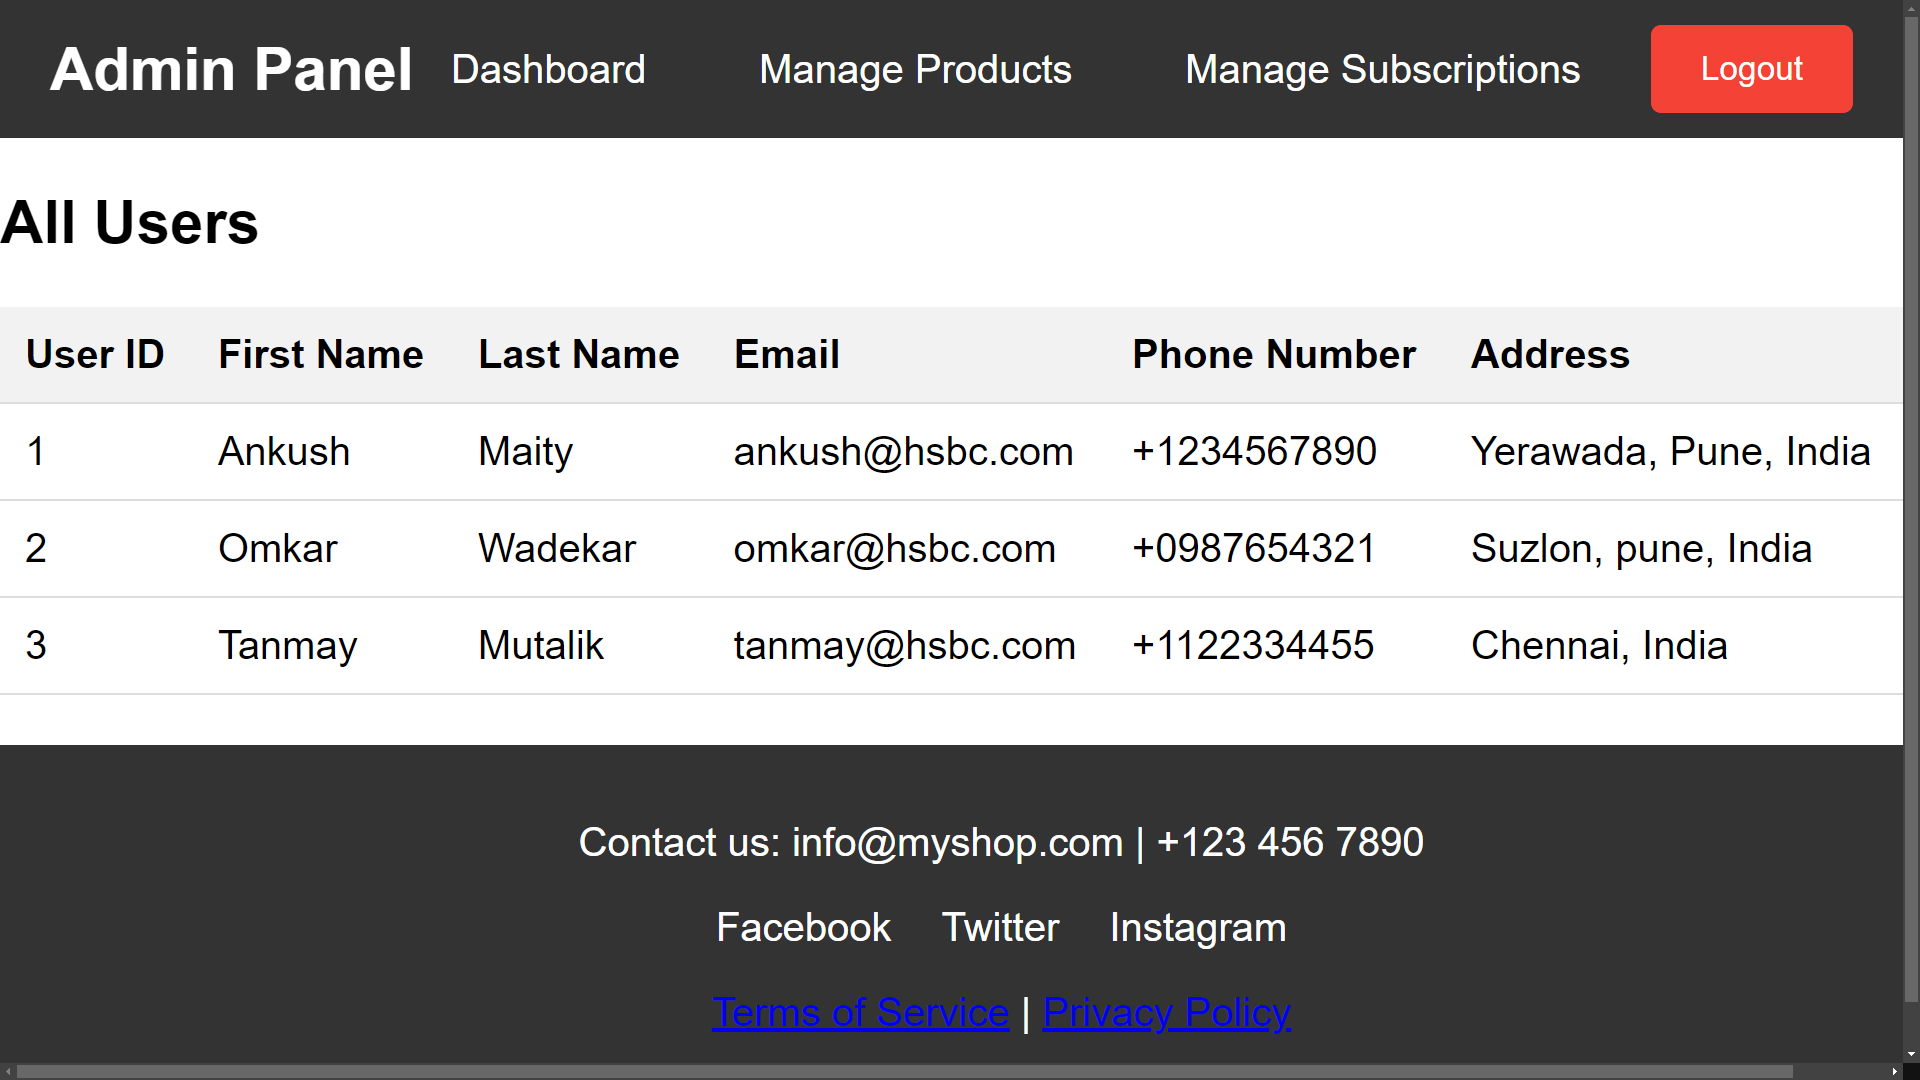 Admin Panel Dashboard Manage Products Manage Subscriptions Logout
All Users
User ID First Name Last Name Email Phone Number Address
1 Ankush Maity ankush@hsbc.com +1234567890 Yerawada, Pune, India
2 Omkar Wadekar omkar@hsbc.com +0987654321 Suzlon, pune, India
3 Tanmay Mutalik tanmay@hsbc.com +1122334455 Chennai, India
Contact us: info@myshop.com | +123 456 7890
Facebook Twitter Instagram
Terms of Service | Privacy Policy